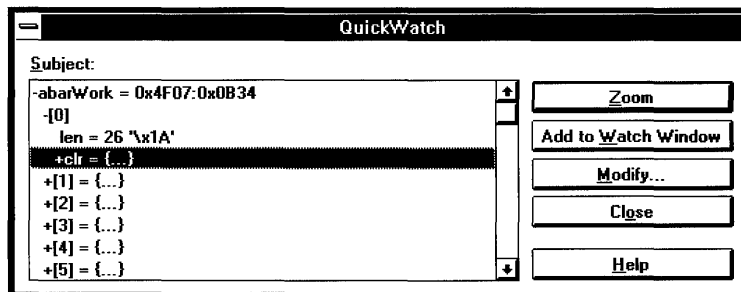 QuickWatch
Subject:
-abarWork = 0x4F07:0x0B34
-[0]
len = 26 '\x1A'
+clr = {...}
+[1] = {...}
+[2] = {...}
+[3] = {...}
+[4] = {...}
+[5] = {...}
Zoom
Add to Watch Window
Modify...
Close
Help